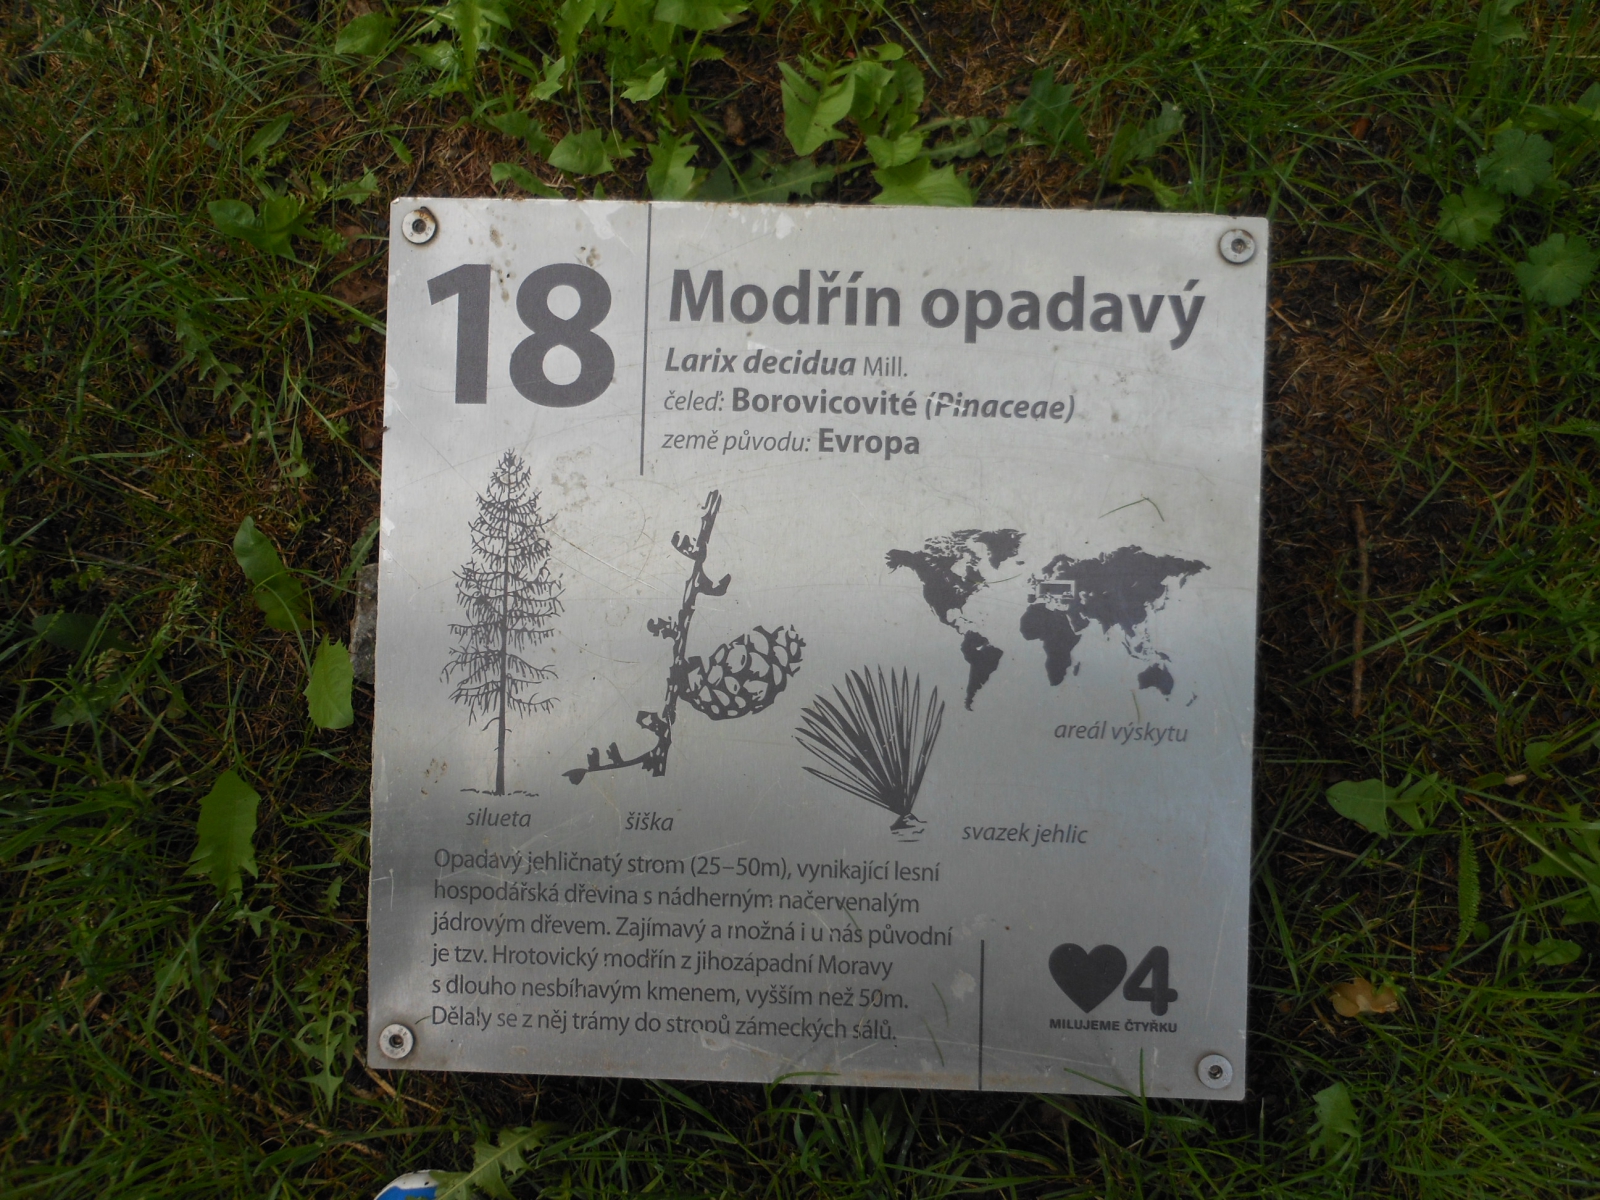 18
Modřín opadavý
Larix decidua Mill.
čeleď: Borovicovité (Pinaceae)
země původu: Evropa
areál výskytu
silueta
šiška
svazek jehlic
Opadavý jehličnatý strom (25–50m), vynikající lesní
hospodářská dřevina s nádherným načervenalým
jádrovým dřevem. Zajímavý a možná i u nás původní
je tzv. Hrotovický modřín z jihozápadní Moravy
s dlouho nesbíhavým kmenem, vyšším než 50m.
Dělaly se z něj trámy do stropů zámeckých sálů.
4
MILUJEME ČTYŘKU